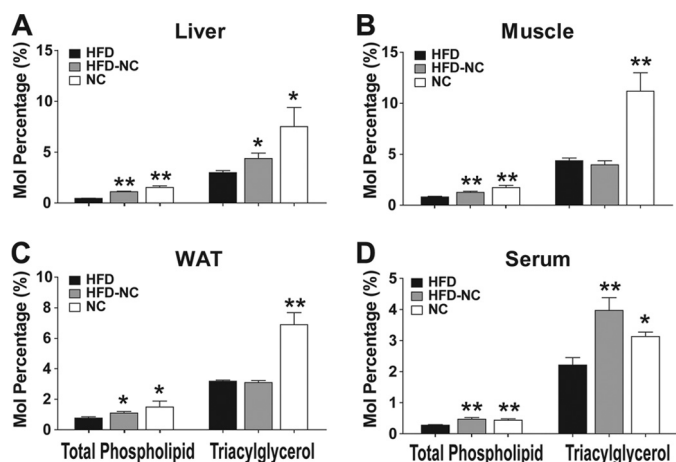 A
Liver
Mol Percentage (%)
15
10
5
0
HFD
HFD-NC
NC
**
**
*
*
B
Muscle
Mol Percentage (%)
15
10
5
0
HFD
HFD-NC
NC
**
**
**
C
WAT
Mol Percentage (%)
10
8
6
4
2
0
HFD
HFD-NC
NC
*
*
**
Total Phospholipid
Triacylglycerol
D
Serum
Mol Percentage (%)
5
4
3
2
1
0
HFD
HFD-NC
NC
**
**
**
*
Total Phospholipid
Triacylglycerol